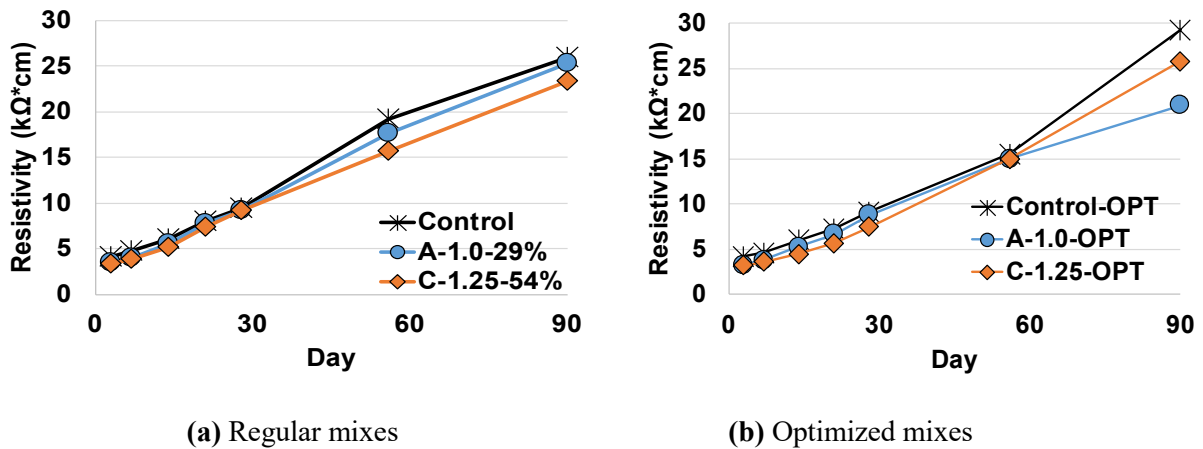 30
25
20
15
10
5
0
Resistivity (kΩ*cm)
0 30 60 90
Day
Control
A-1.0-29%
C-1.25-54%
(a) Regular mixes
30
25
20
15
10
5
0
Resistivity (kΩ*cm)
0 30 60 90
Day
Control-OPT
A-1.0-OPT
C-1.25-OPT
(b) Optimized mixes